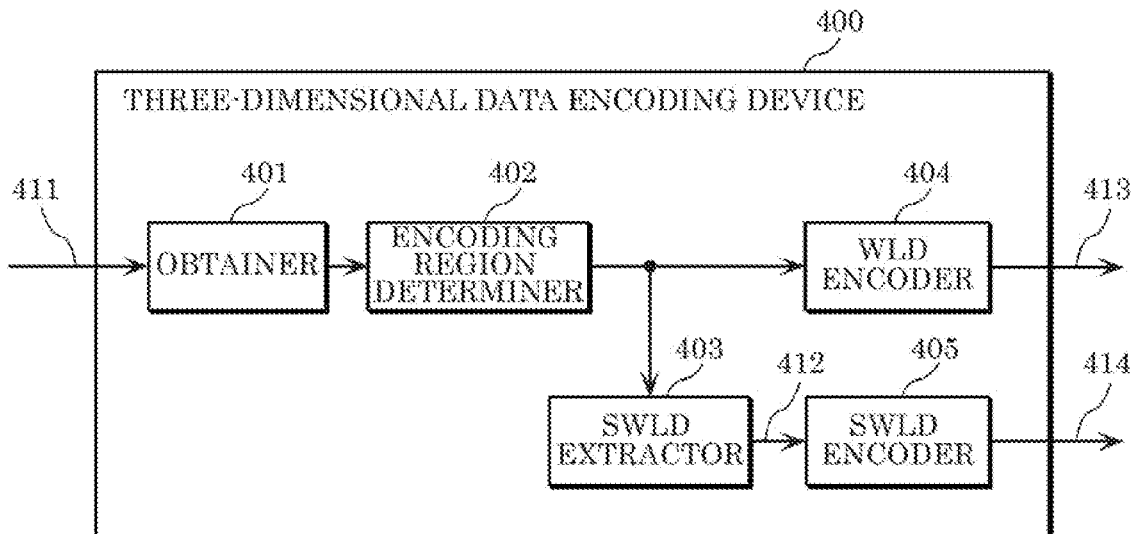 400
THREE-DIMENSIONAL DATA ENCODING DEVICE
411
401
402
404
413
OBTAINER
ENCODING
REGION
DETERMINER
WLD
ENCODER
403
412
405
414
SWLD
EXTRACTOR
SWLD
ENCODER